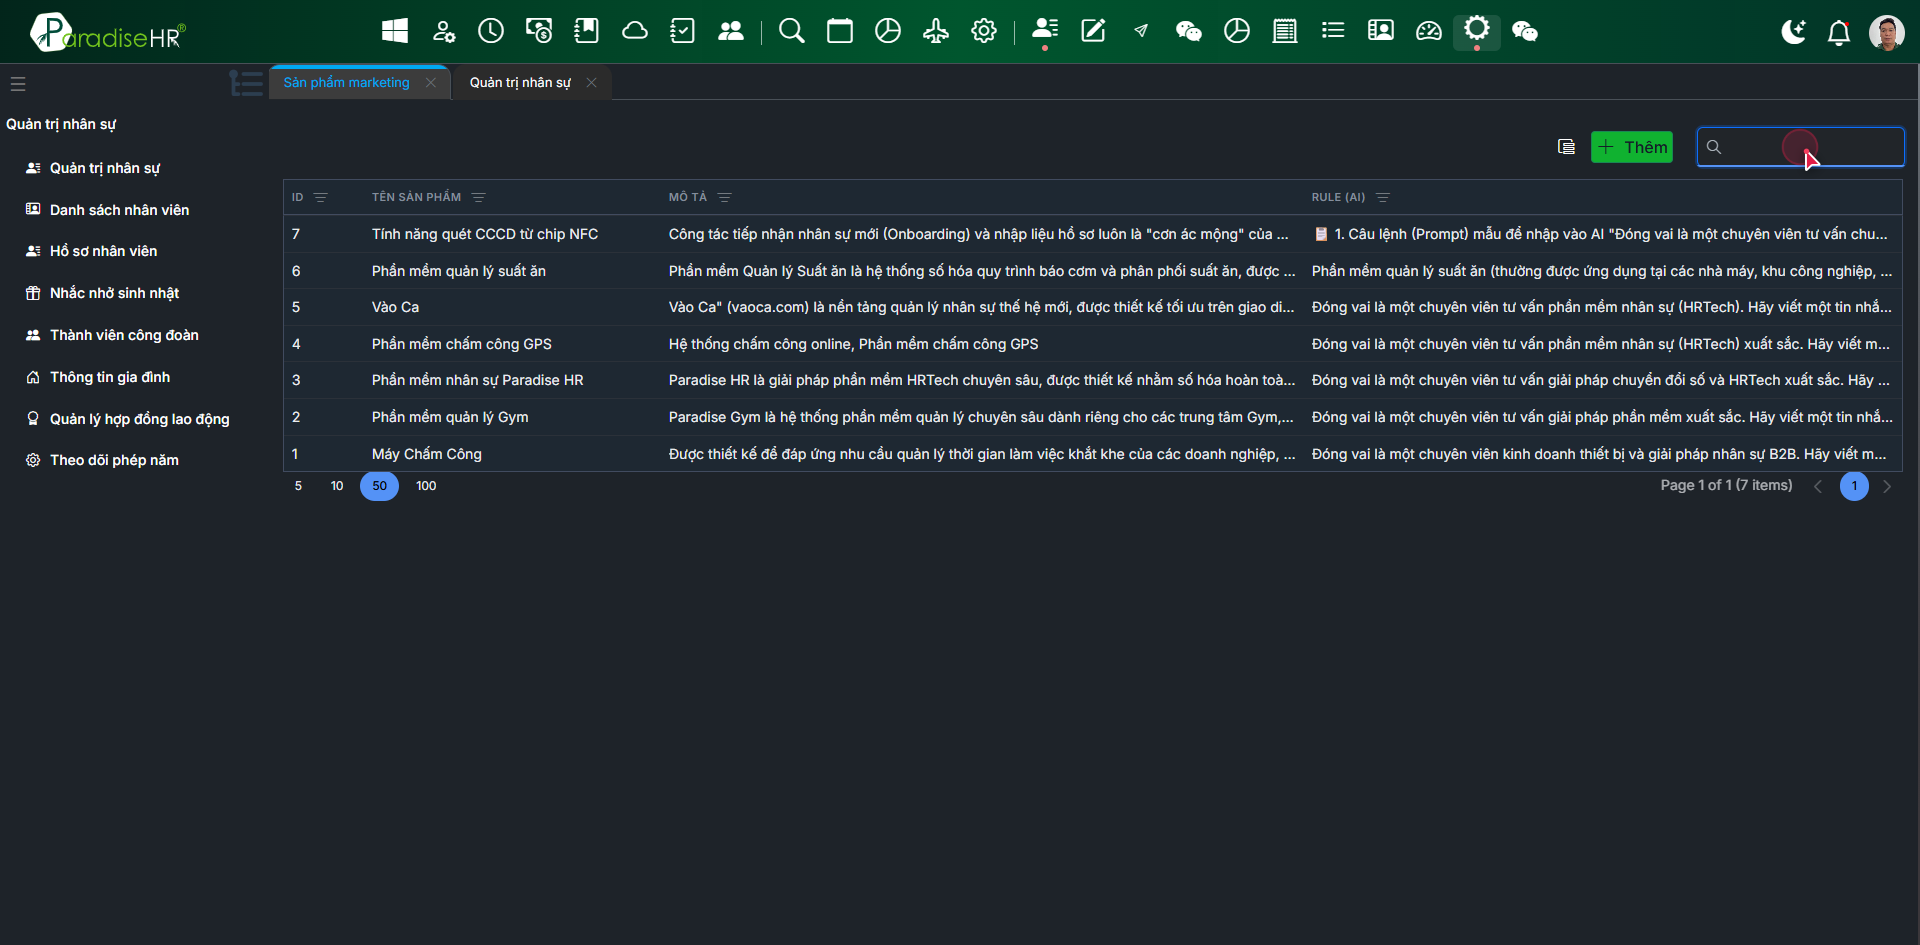 ParadiseHR®
Sản phẩm marketing
Quản trị nhân sự
Quản trị nhân sự
Quản trị nhân sự
Danh sách nhân viên
Hồ sơ nhân viên
Nhắc nhở sinh nhật
Thành viên công đoàn
Thông tin gia đình
Quản lý hợp đồng lao động
Theo dõi phép năm
Thêm
ID TÊN SẢN PHẨM MÔ TẢ RULE (AI)
7 Tính năng quét CCCD từ chip NFC Công tác tiếp nhận nhân sự mới (Onboarding) và nhập liệu hồ sơ luôn là "cơn ác mộng" của ... 1. Câu lệnh (Prompt) mẫu để nhập vào AI "Đóng vai là một chuyên viên tư vấn chu...
6 Phần mềm quản lý suất ăn Phần mềm Quản lý Suất ăn là hệ thống số hóa quy trình báo cơm và phân phối suất ăn, được ... Phần mềm quản lý suất ăn (thường được ứng dụng tại các nhà máy, khu công nghiệp, ...
5 Vào Ca Vào Ca" (vaoca.com) là nền tảng quản lý nhân sự thế hệ mới, được thiết kế tối ưu trên giao di... Đóng vai là một chuyên viên tư vấn phần mềm nhân sự (HRTech). Hãy viết một tin nhắ...
4 Phần mềm chấm công GPS Hệ thống chấm công online, Phần mềm chấm công GPS Đóng vai là một chuyên viên tư vấn phần mềm nhân sự (HRTech) xuất sắc. Hãy viết m...
3 Phần mềm nhân sự Paradise HR Paradise HR là giải pháp phần mềm HRTech chuyên sâu, được thiết kế nhằm số hóa hoàn toà... Đóng vai là một chuyên viên tư vấn giải pháp chuyển đổi số và HRTech xuất sắc. Hãy ...
2 Phần mềm quản lý Gym Paradise Gym là hệ thống phần mềm quản lý chuyên sâu dành riêng cho các trung tâm Gym,... Đóng vai là một chuyên viên tư vấn giải pháp phần mềm xuất sắc. Hãy viết một tin nhắ...
1 Máy Chấm Công Được thiết kế để đáp ứng nhu cầu quản lý thời gian làm việc khắt khe của các doanh nghiệp, ... Đóng vai là một chuyên viên kinh doanh thiết bị và giải pháp nhân sự B2B. Hãy viết m...
5 10 50 100 Page 1 of 1 (7 items) 1